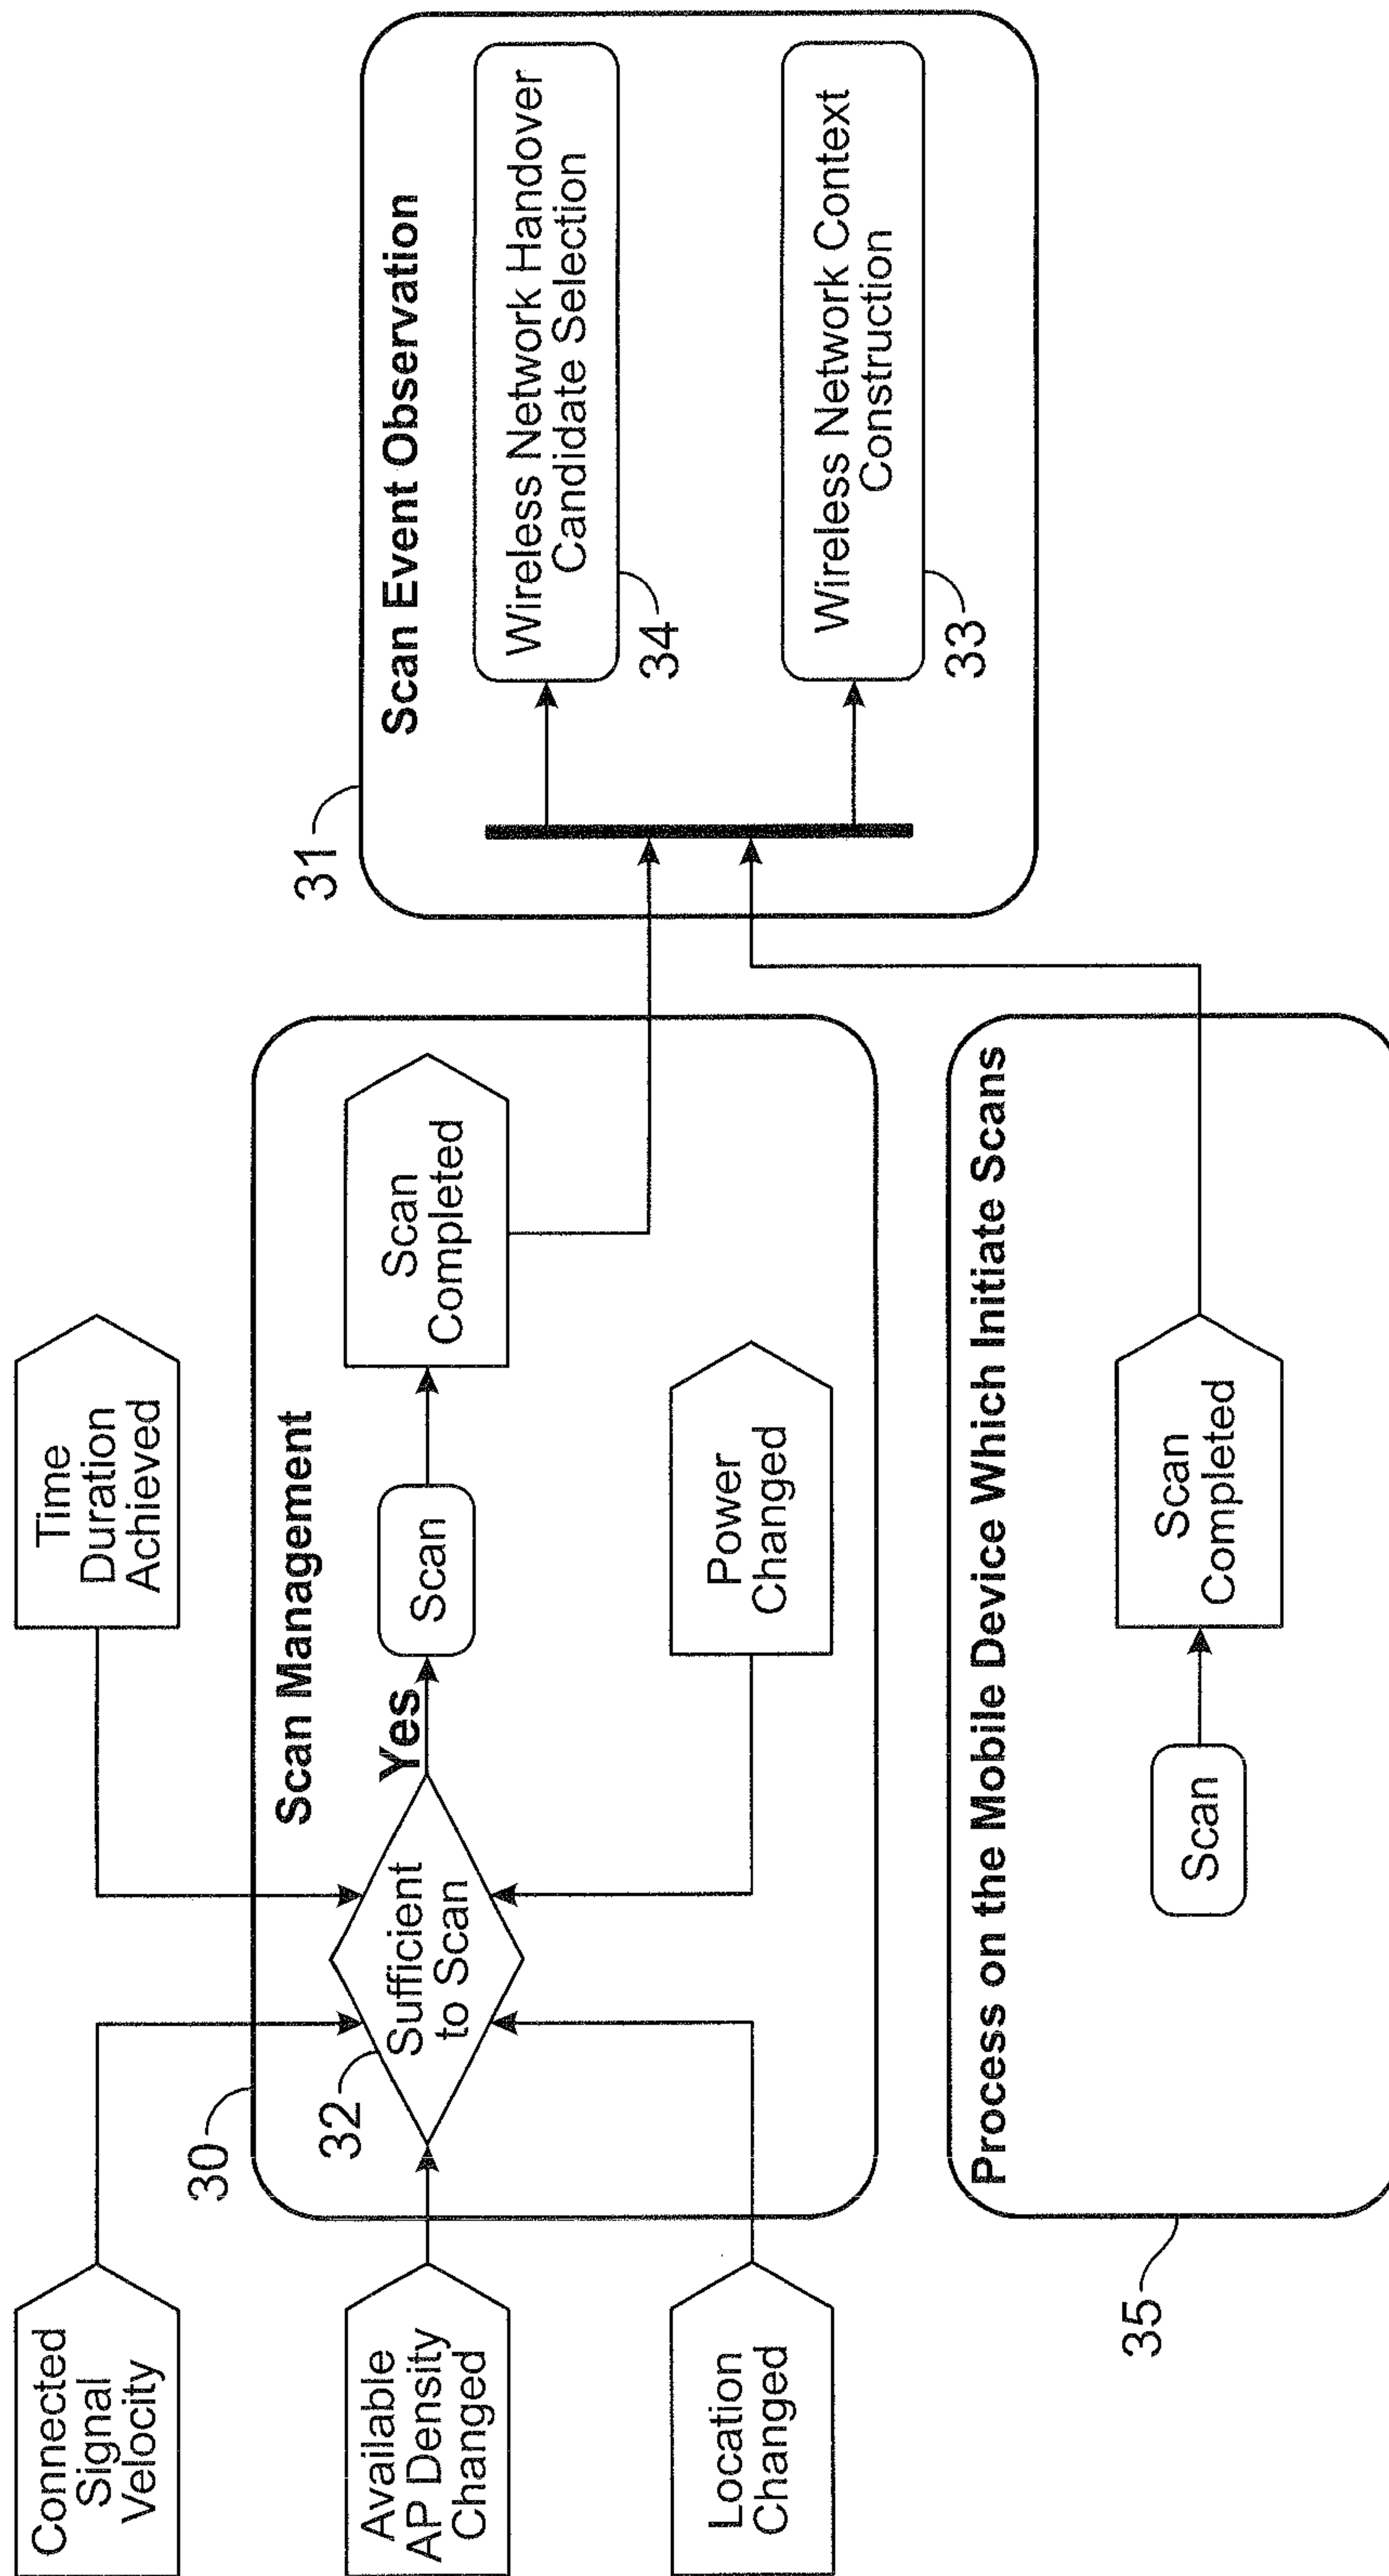 Connected
Signal
Velocity
Time
Duration
Achieved
Available
AP Density
Changed
Location
Changed
30
Scan Management
32
Sufficient
to Scan
Yes
Scan
Scan
Completed
Power
Changed
31
Scan Event Observation
Wireless Network Handover
Candidate Selection
34
Wireless Network Context
Construction
33
35
Process on the Mobile Device Which Initiate Scans
Scan
Scan
Completed